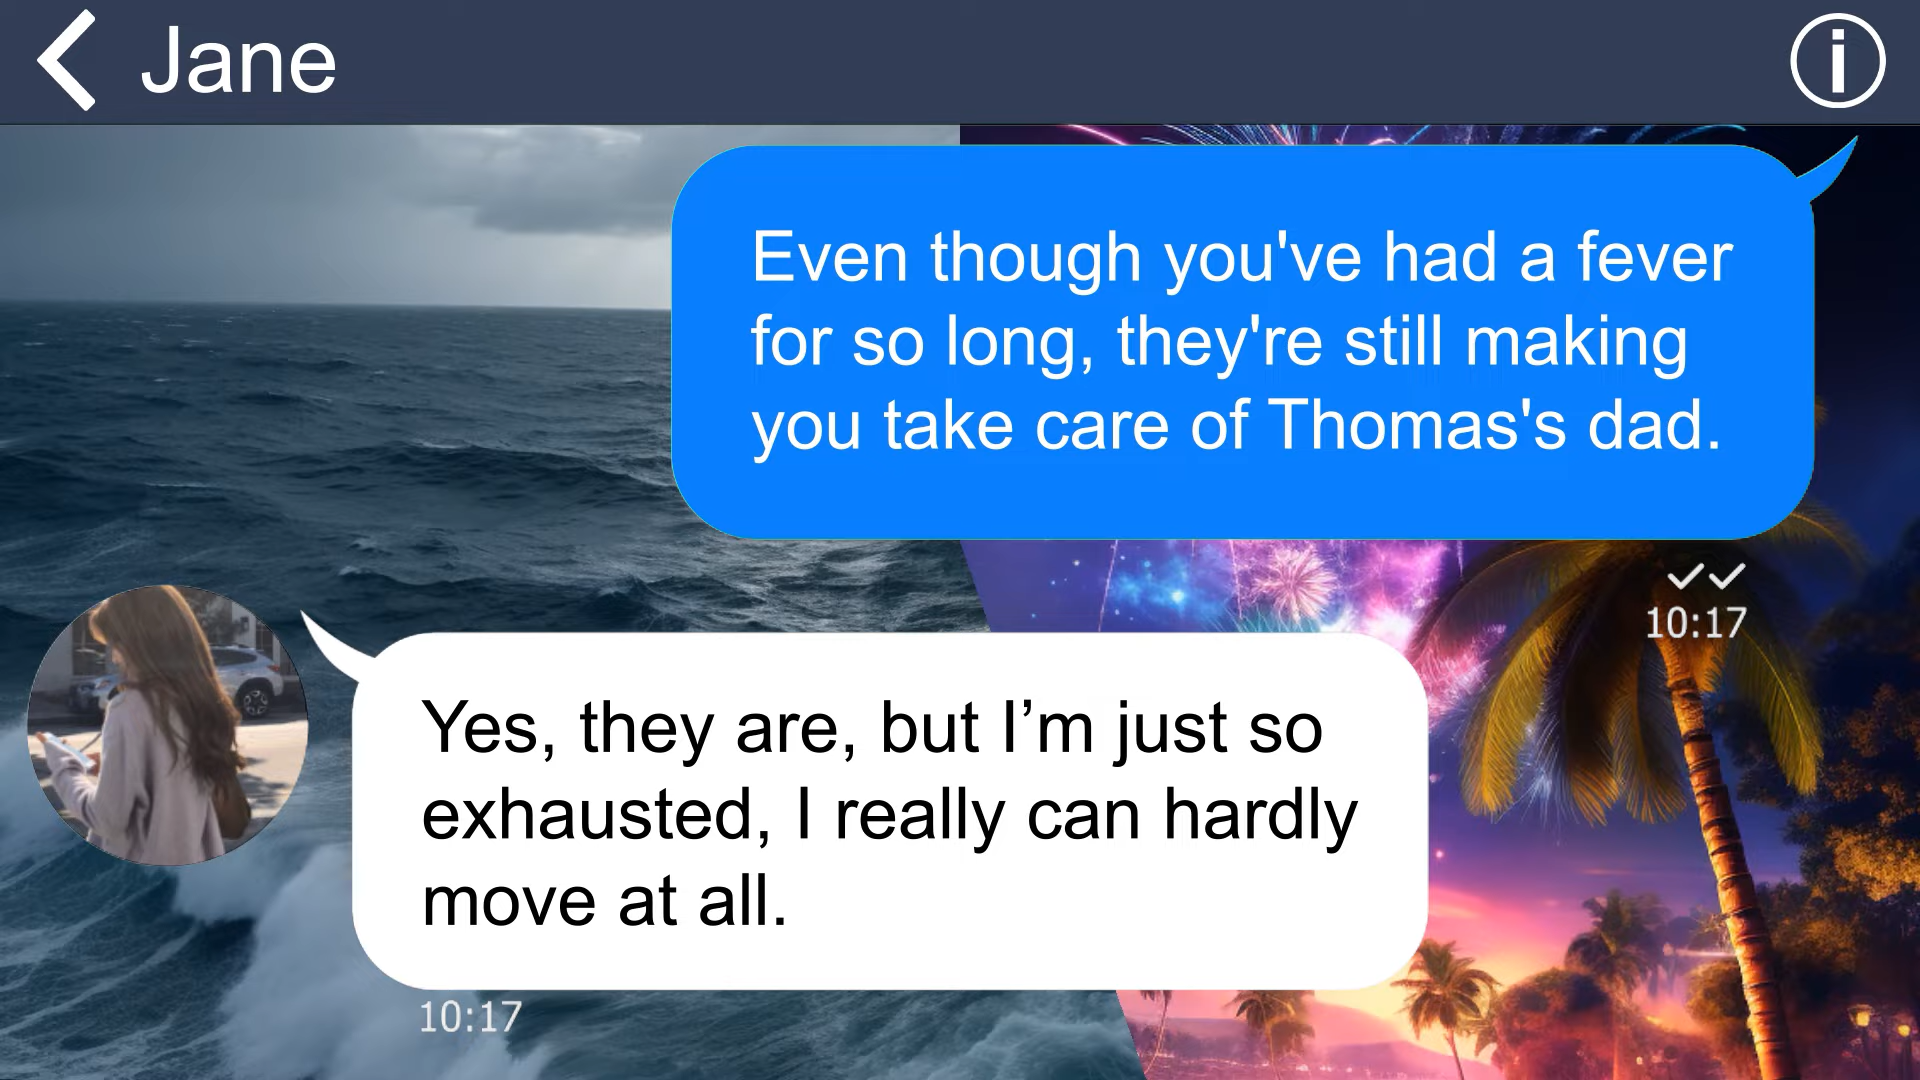 Jane
Even though you've had a fever
for so long, they're still making
you take care of Thomas's dad.
10:17
Yes, they are, but I’m just so
exhausted, I really can hardly
move at all.
10:17